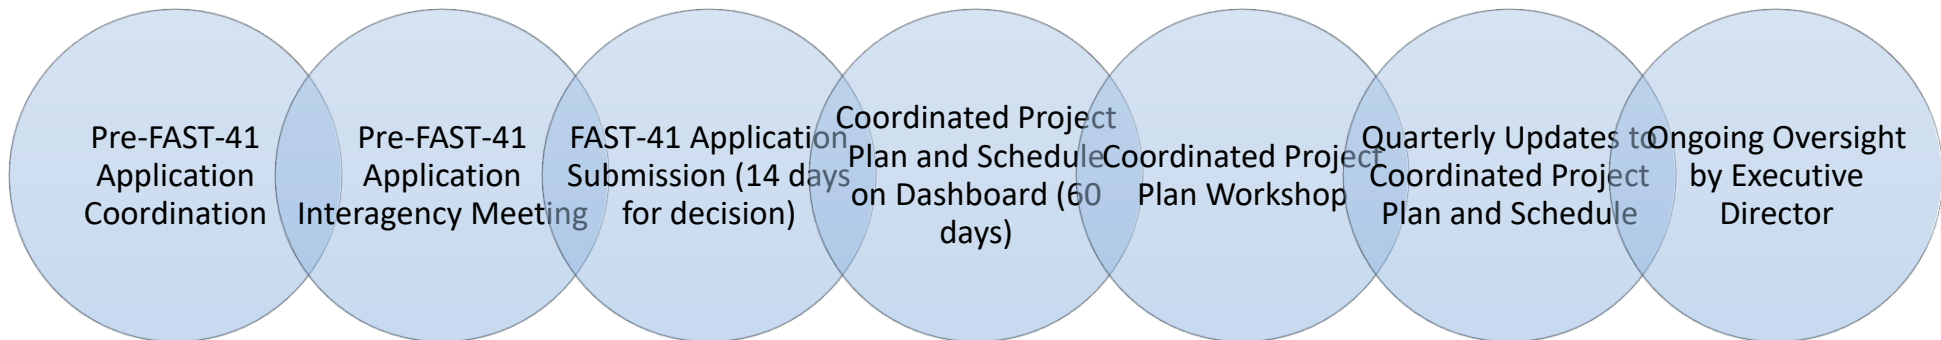 Pre-FAST-41
Application
Coordination
Pre-FAST-41
Application
Interagency Meeting
FAST-41 Application
Submission (14 days
for decision)
Coordinated Project
Plan and Schedule
on Dashboard (60
days)
Coordinated Project
Plan Workshop
Quarterly Updates to
Coordinated Project
Plan and Schedule
Ongoing Oversight
by Executive
Director